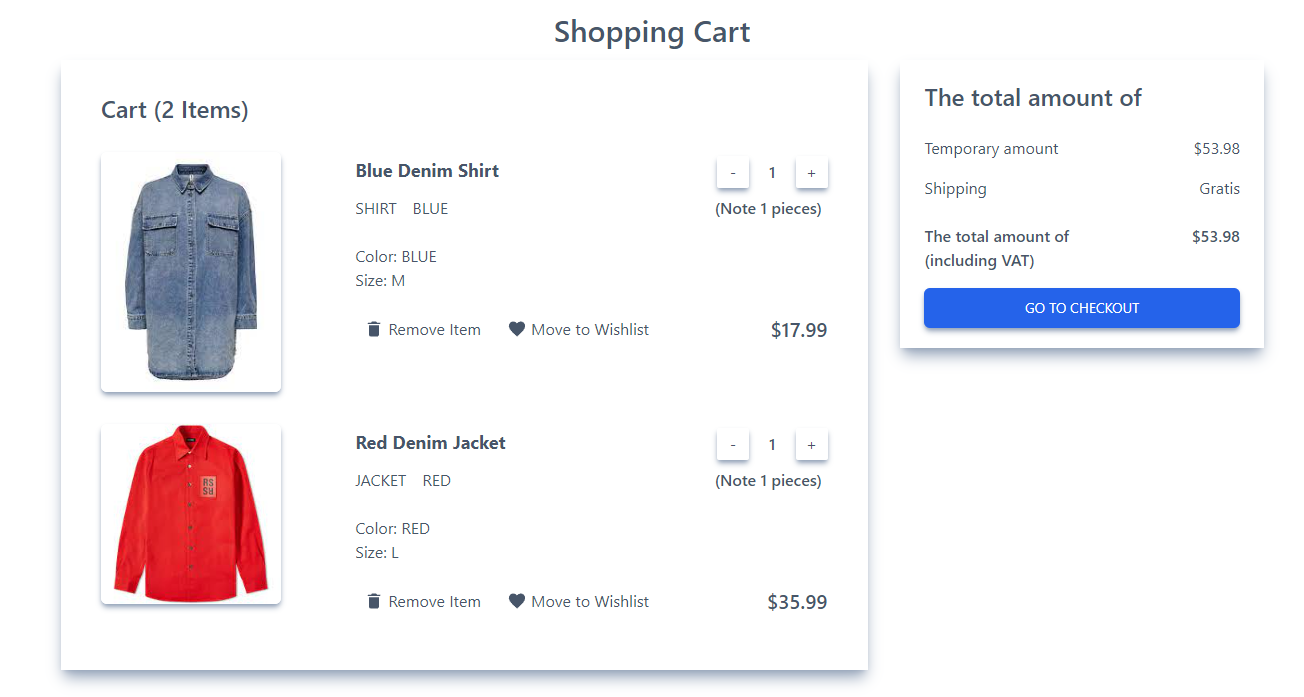 Shopping Cart
Cart (2 Items)
Blue Denim Shirt
- 1 +
SHIRT BLUE
(Note 1 pieces)
Color: BLUE
Size: M
Remove Item
Move to Wishlist
$17.99
RS
Red Denim Jacket
- 1 +
JACKET RED
(Note 1 pieces)
Color: RED
Size: L
Remove Item
Move to Wishlist
$35.99
The total amount of
Temporary amount $53.98
Shipping Gratis
The total amount of $53.98
(including VAT)
GO TO CHECKOUT